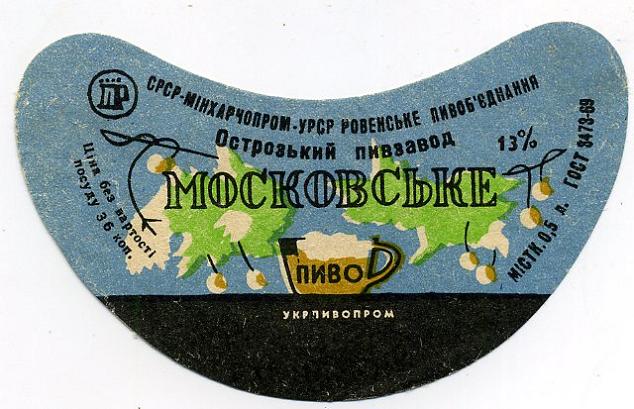 ПР
СРСР-МІНХАРЧОПРОМ-УРСР РОВЕНСЬКЕ ПИВОБ'ЄДНАННЯ
Острозький пивзавод
13%
МОСКОВСЬКЕ
Ціна без вартості
посуду 36 коп.
МІСТК. 0,5 л. ГОСТ 3473-69
ПИВО
УКРПИВОПРОМ